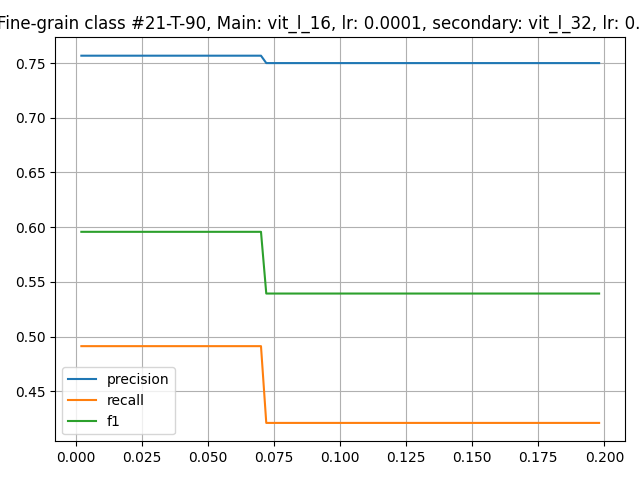 Fine-grain class #21-T-90, Main: vit_l_16, lr: 0.0001, secondary: vit_l_32, lr: 0.
0.75
0.70
0.65
0.60
0.55
0.50
0.45
precision
recall
f1
0.000 0.025 0.050 0.075 0.100 0.125 0.150 0.175 0.200